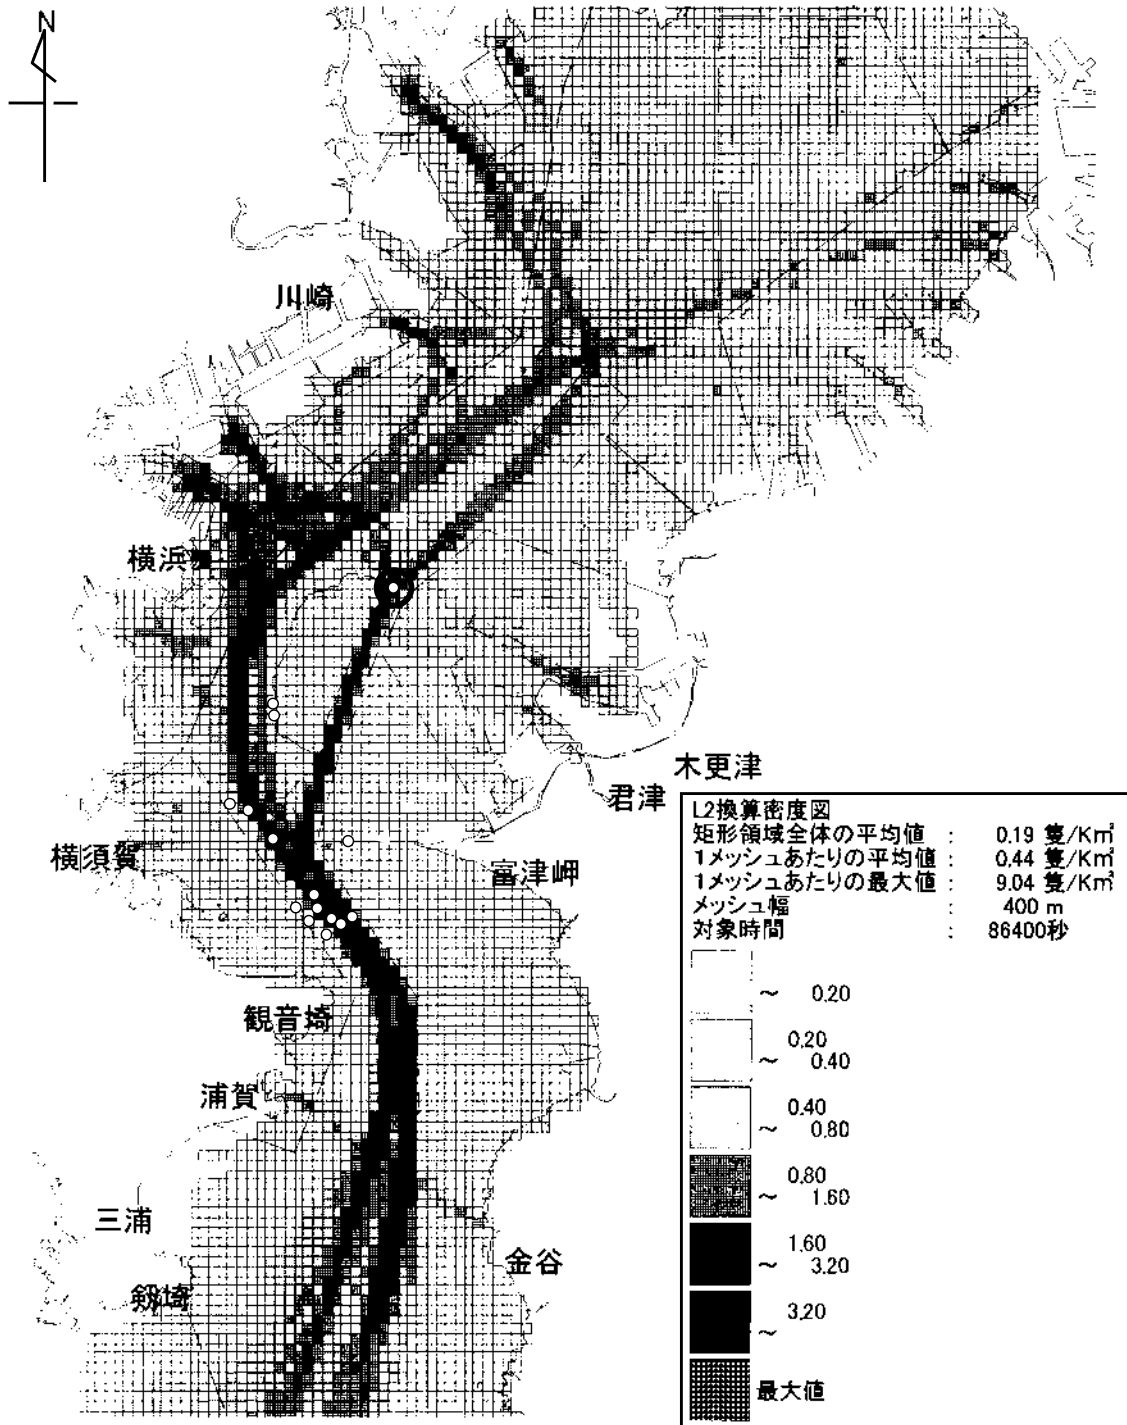 N
川崎
横浜
木更津
君津
横須賀
富津岬
観音埼
浦賀
三浦
金谷
剱埼
L2換算密度図
矩形領域全体の平均値 : 0.19 隻/Km²
1メッシュあたりの平均値 : 0.44 隻/Km²
1メッシュあたりの最大値 : 9.04 隻/Km²
メッシュ幅 : 400 m
対象時間 : 86400秒
～ 0.20
0.20
～ 0.40
0.40
～ 0.80
0.80
～ 1.60
1.60
～ 3.20
3.20
～
最大値